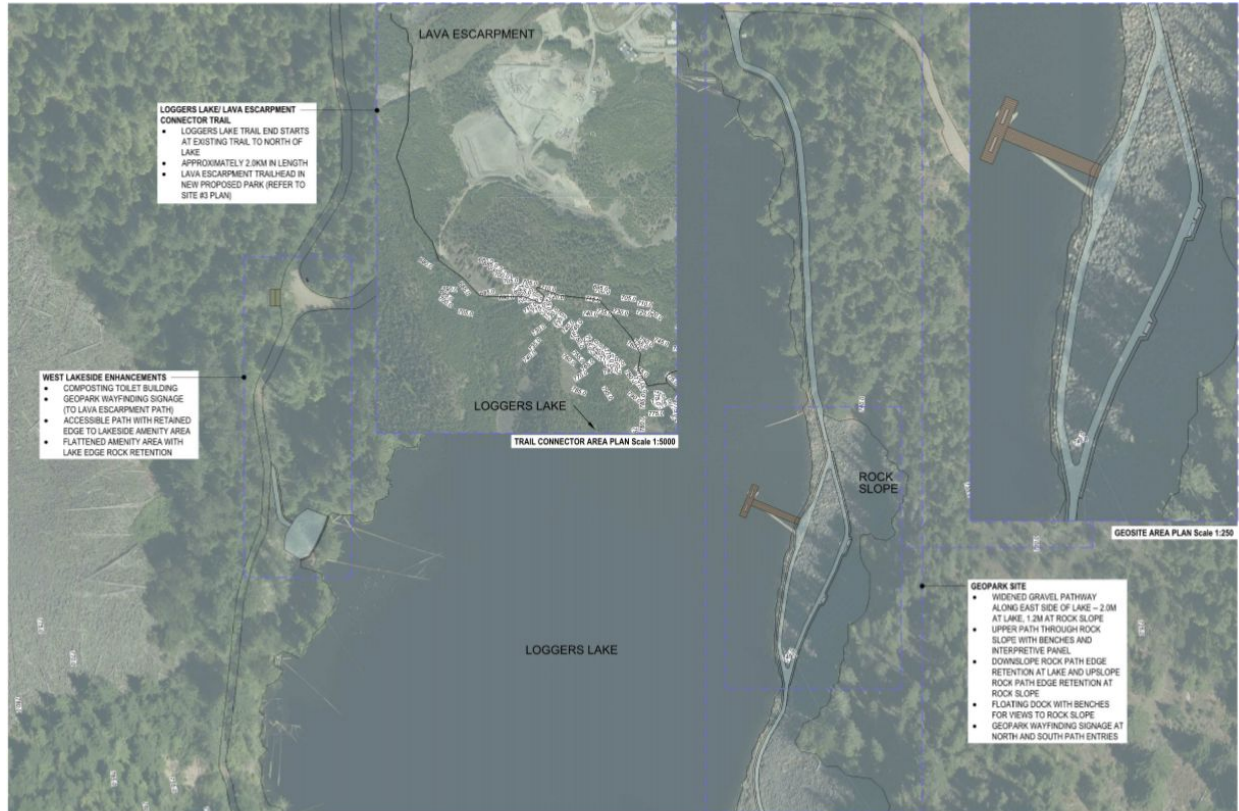 LAVA ESCARPMENT
LOGGERS LAKE/ LAVA ESCARPMENT
CONNECTOR TRAIL
• LOGGERS LAKE TRAIL END STARTS
AT EXISTING TRAIL TO NORTH OF
LAKE
• APPROXIMATELY 2.0KM IN LENGTH
• LAVA ESCARPMENT TRAILHEAD IN
NEW PROPOSED PARK (REFER TO
SITE #3 PLAN)
WEST LAKESIDE ENHANCEMENTS
• COMPOSTING TOILET BUILDING
• GEOPARK WAYFINDING SIGNAGE
(TO LAVA ESCARPMENT PATH)
• ACCESSIBLE PATH WITH RETAINED
EDGE TO LAKESIDE AMENITY AREA
• FLATTENED AMENITY AREA WITH
LAKE EDGE ROCK RETENTION
LOGGERS LAKE
TRAIL CONNECTOR AREA PLAN Scale 1:5000
ROCK
SLOPE
GEOSITE AREA PLAN Scale 1:250
LOGGERS LAKE
GEOPARK SITE
• WIDENED GRAVEL PATHWAY
ALONG EAST SIDE OF LAKE – 2.0M
AT LAKE, 1.2M AT ROCK SLOPE
• UPPER PATH THROUGH ROCK
SLOPE WITH BENCHES AND
INTERPRETIVE PANEL
• DOWNSLOPE ROCK PATH EDGE
RETENTION AT LAKE AND UPSLOPE
ROCK PATH EDGE RETENTION AT
ROCK SLOPE
• FLOATING DOCK WITH BENCHES
FOR VIEWS TO ROCK SLOPE
• GEOPARK WAYFINDING SIGNAGE AT
NORTH AND SOUTH PATH ENTRIES